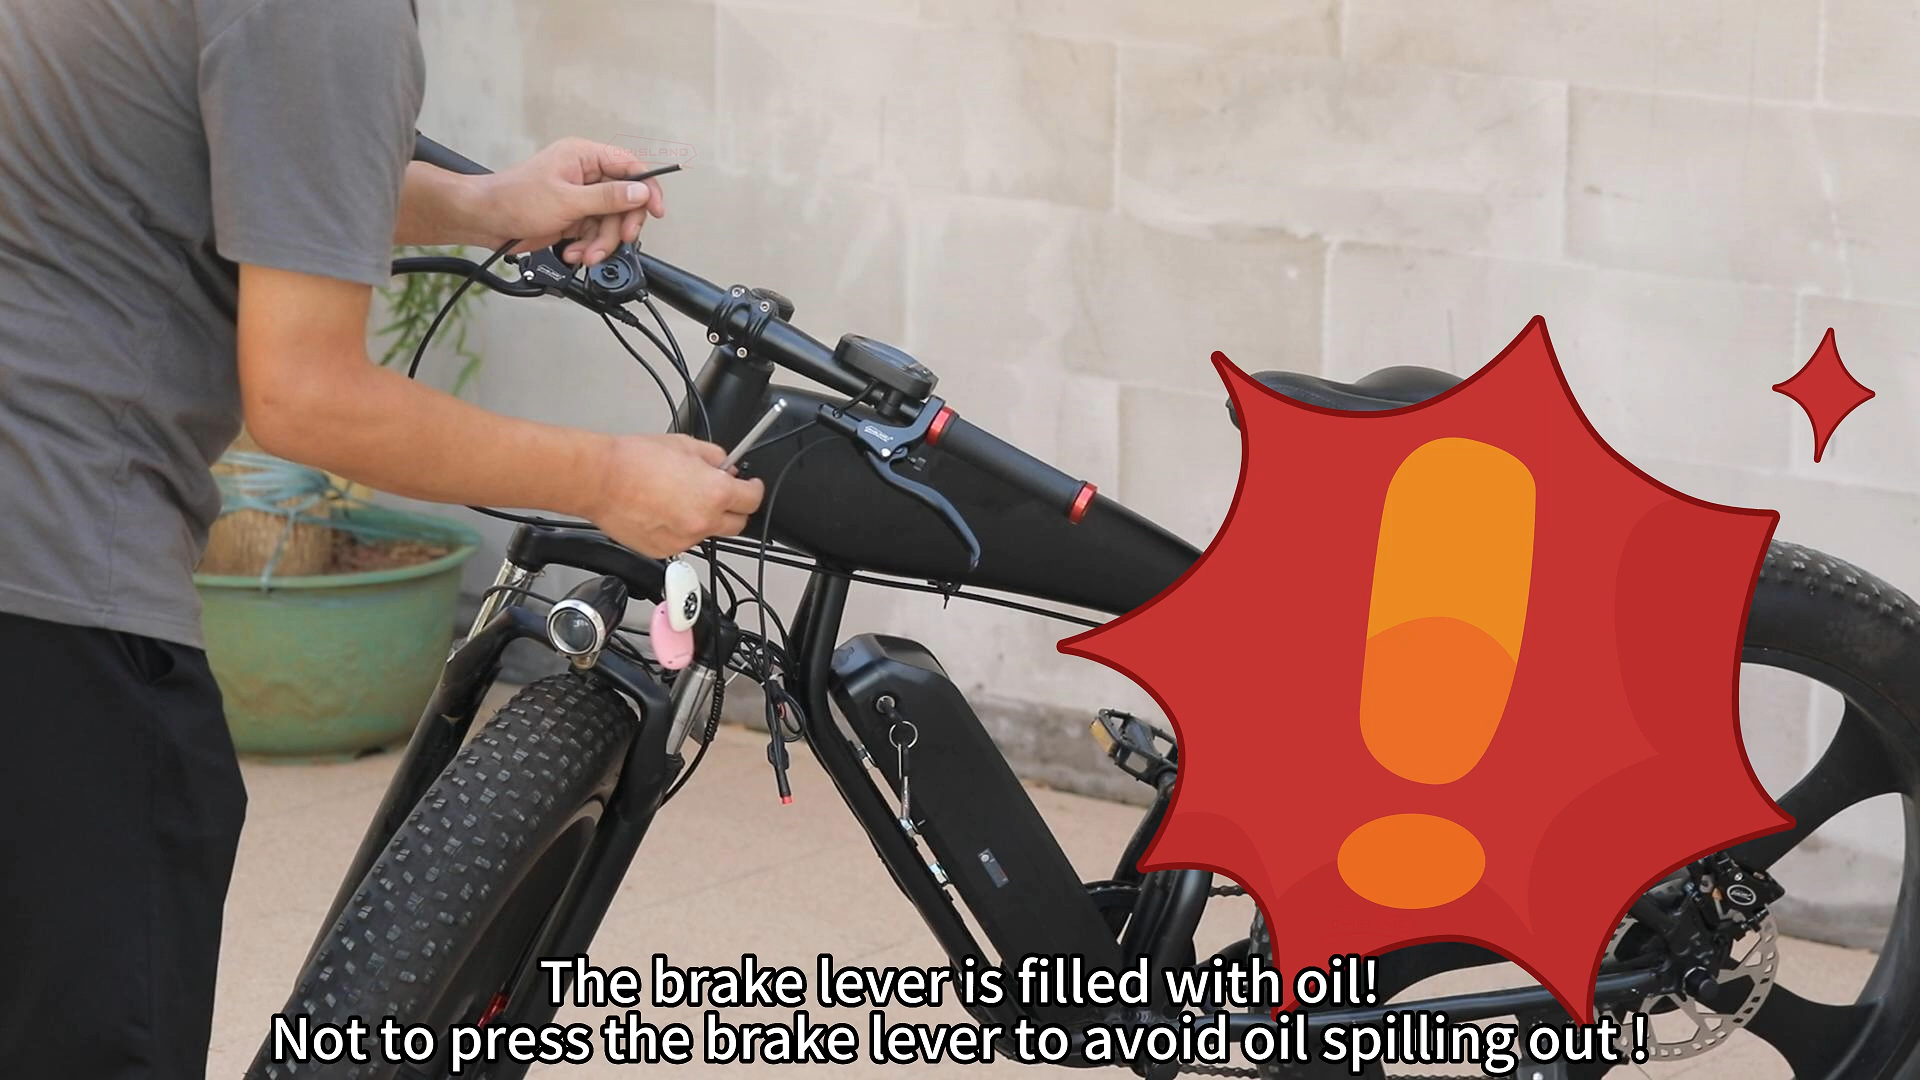 The brake lever is filled with oil!
Not to press the brake lever to avoid oil spilling out !